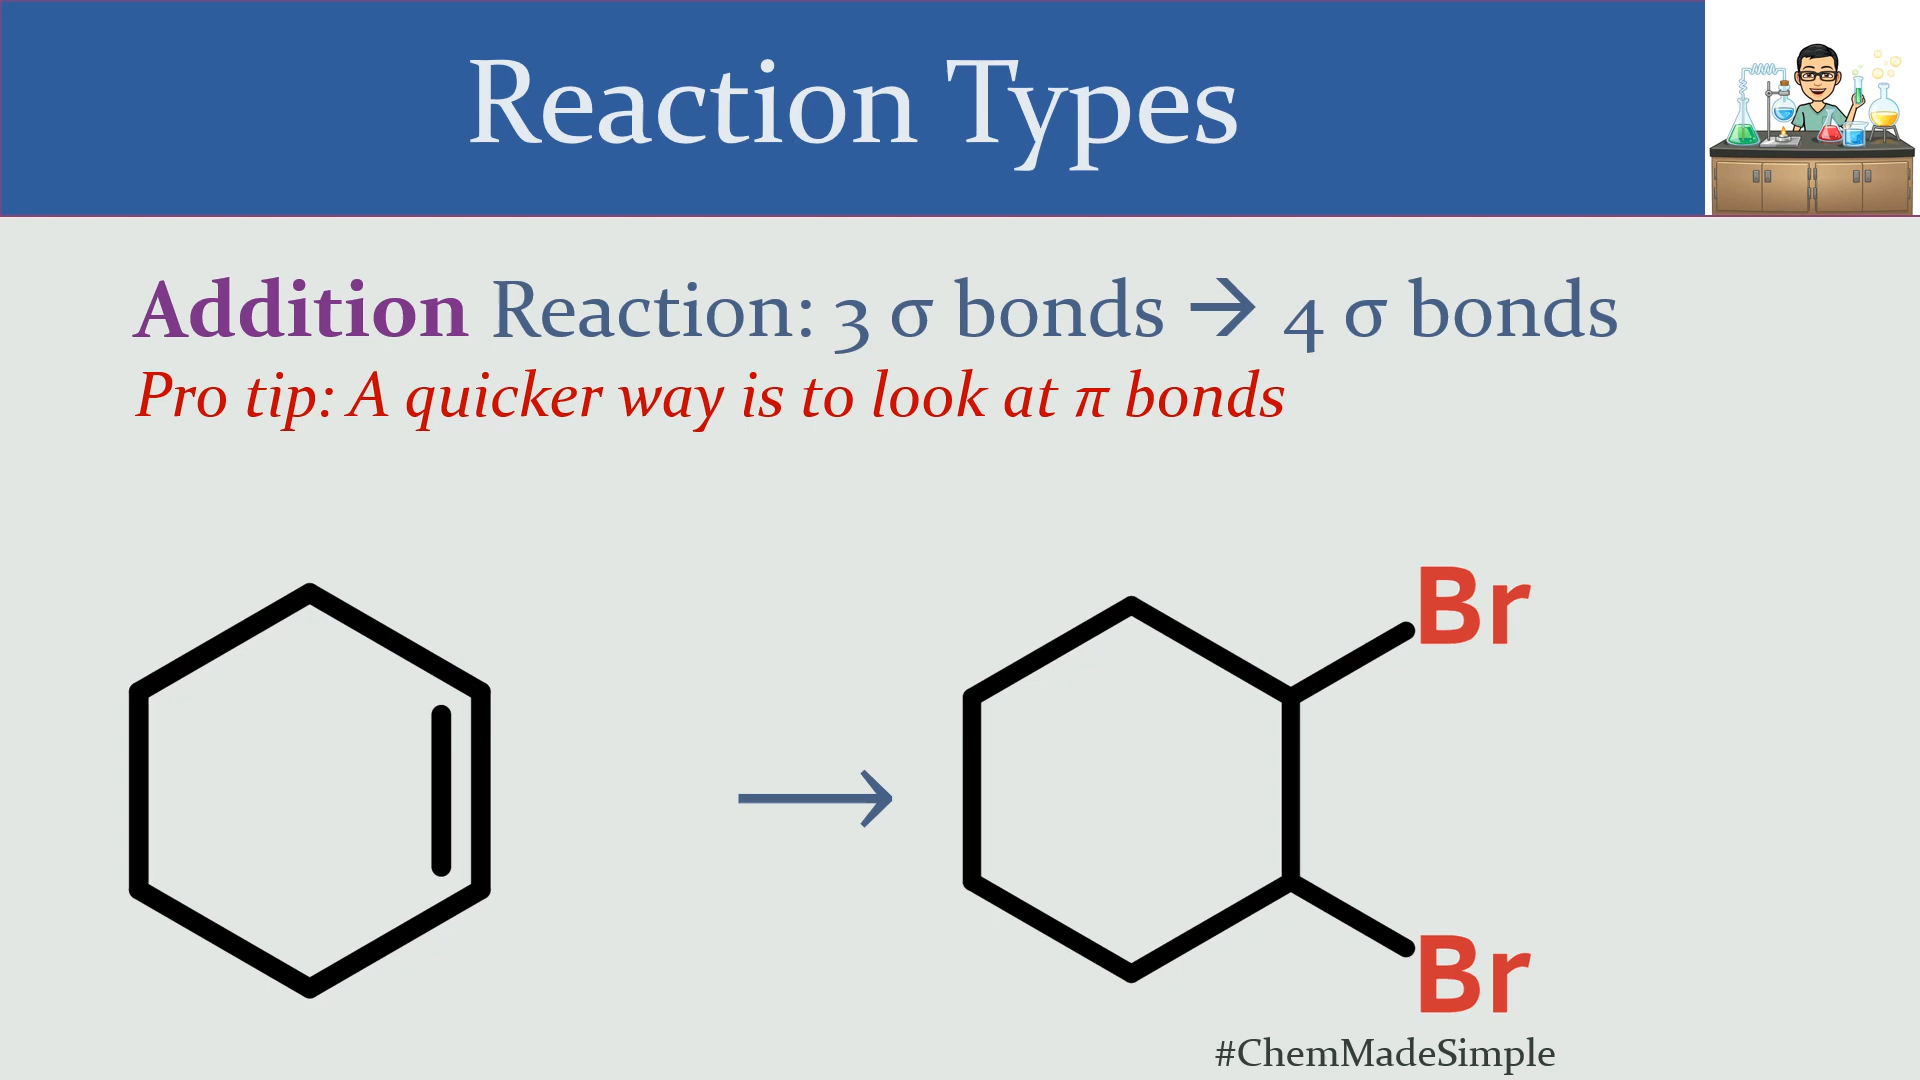 Reaction Types
Addition Reaction: 3 σ bonds → 4 σ bonds
Pro tip: A quicker way is to look at π bonds
Br
Br
#ChemMadeSimple